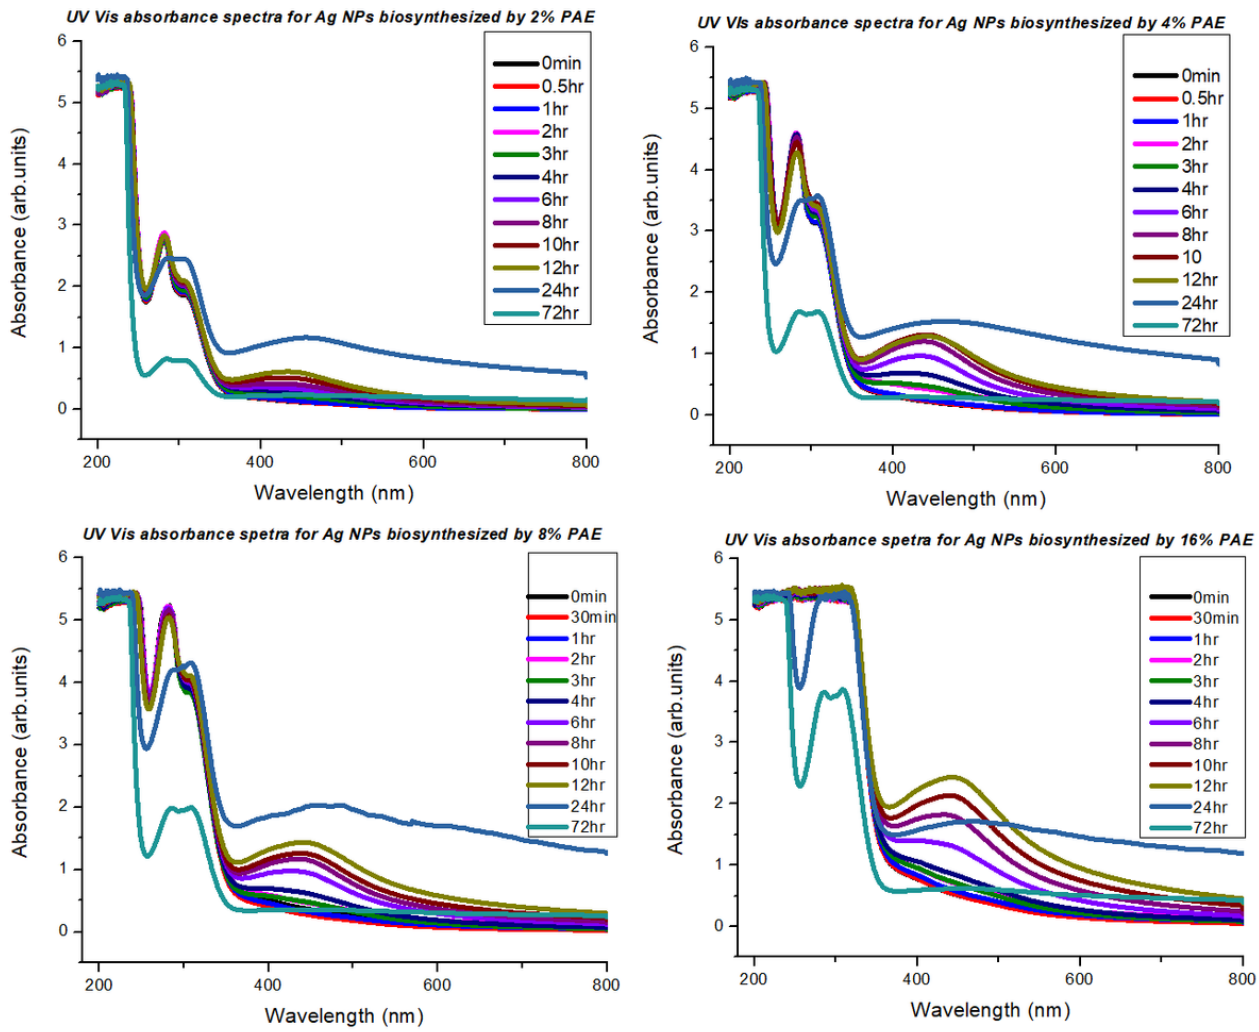 UV Vis absorbance spectra for Ag NPs biosynthesized by 2% PAE
6
5
4
3
2
1
0
Absorbance (arb.units)
0min
0.5hr
1hr
2hr
3hr
4hr
6hr
8hr
10hr
12hr
24hr
72hr
200
400
600
800
Wavelength (nm)
UV VIs absorbance spectra for Ag NPs biosynthesized by 4% PAE
6
5
4
3
2
1
0
Absorbance (arb.units)
0min
0.5hr
1hr
2hr
3hr
4hr
6hr
8hr
10
12hr
24hr
72hr
200
400
600
800
Wavelength (nm)
UV Vis absorbance spetra for Ag NPs biosynthesized by 8% PAE
6
5
4
3
2
1
0
Absorbance (arb.units)
0min
30min
1hr
2hr
3hr
4hr
6hr
8hr
10hr
12hr
24hr
72hr
200
400
600
800
Wavelength (nm)
UV Vis absorbance spetra for Ag NPs biosynthesized by 16% PAE
6
5
4
3
2
1
0
Absorbance (arb.units)
0min
30min
1hr
2hr
3hr
4hr
6hr
8hr
10hr
12hr
24hr
72hr
200
400
600
800
Wavelength (nm)